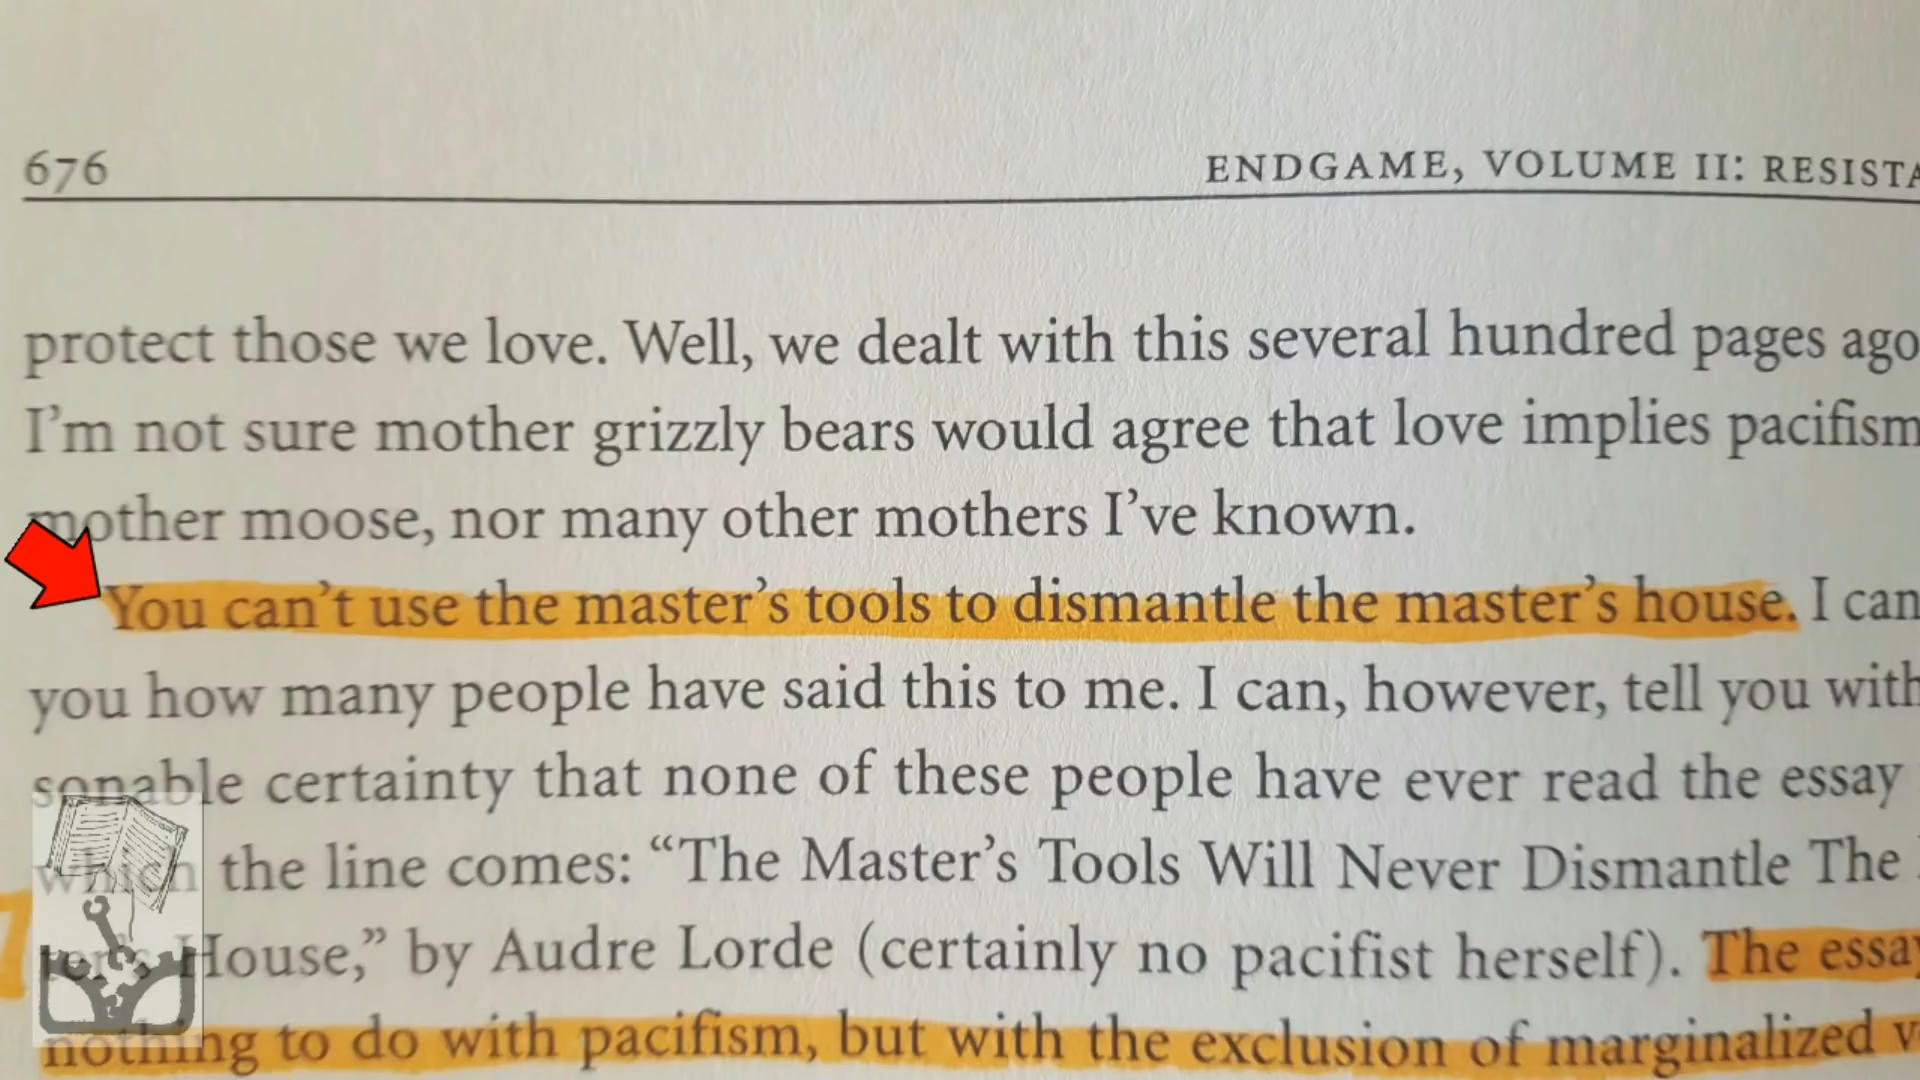 676
ENDGAME, VOLUME II: RESISTA
protect those we love. Well, we dealt with this several hundred pages ago
I’m not sure mother grizzly bears would agree that love implies pacifism
mother moose, nor many other mothers I’ve known.
You can’t use the master’s tools to dismantle the master’s house. I can
you how many people have said this to me. I can, however, tell you with
sonable certainty that none of these people have ever read the essay
which the line comes: “The Master’s Tools Will Never Dismantle The
ter’s House,” by Audre Lorde (certainly no pacifist herself). The essay
nothing to do with pacifism, but with the exclusion of marginalized v